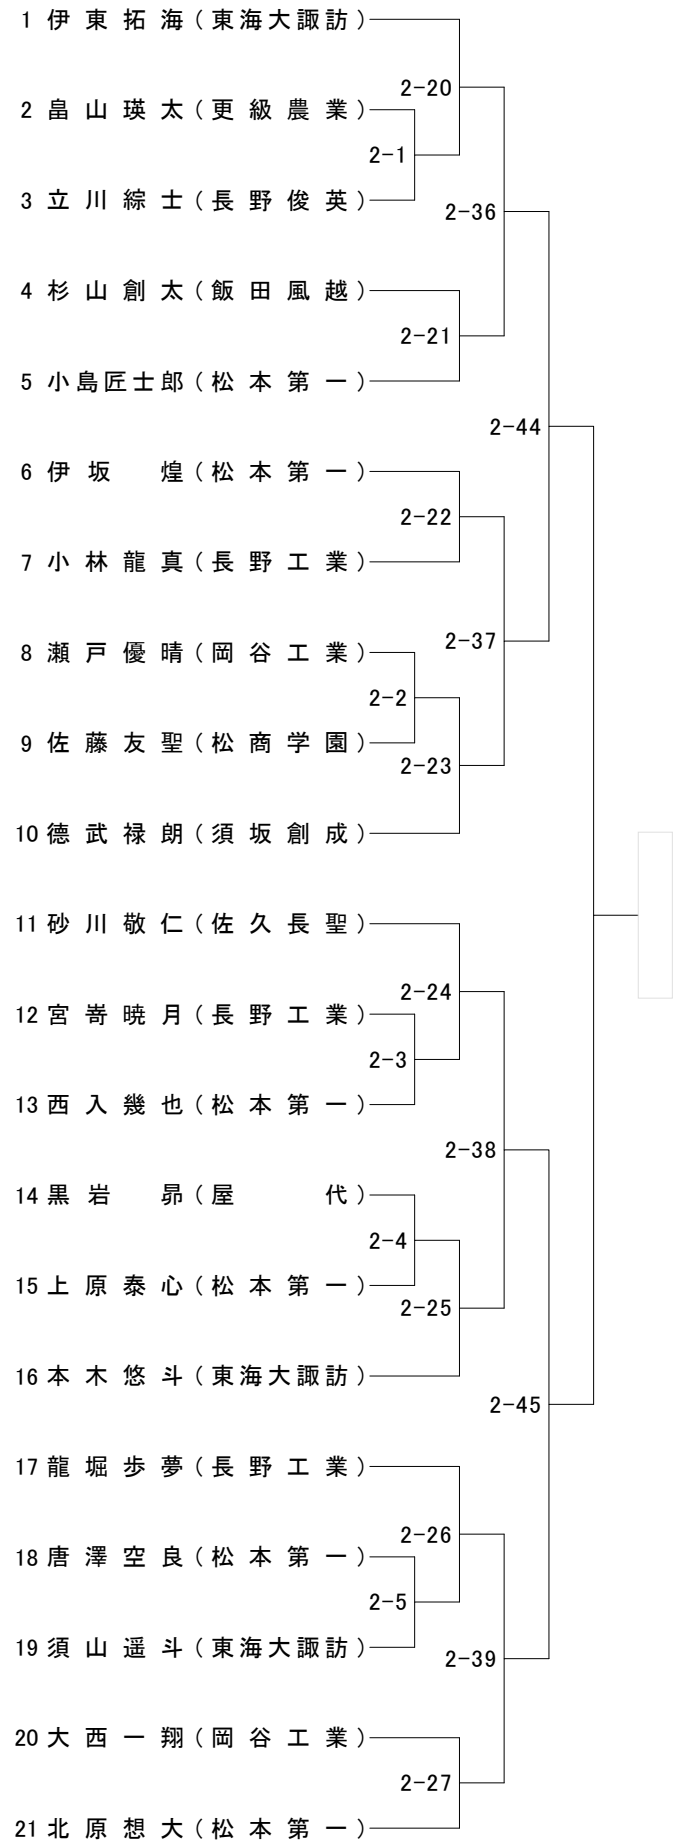 1 伊東拓海(東海大諏訪)
2-20
2 畠山瑛太(更級農業)
2-1
3 立川綜士(長野俊英)
2-36
4 杉山創太(飯田風越)
2-21
5 小島匠士郎(松本第一)
2-44
6 伊坂 煌(松本第一)
2-22
7 小林龍真(長野工業)
2-37
8 瀬戸優晴(岡谷工業)
2-2
9 佐藤友聖(松商学園)
2-23
10 德武禄朗(須坂創成)
11 砂川敬仁(佐久長聖)
2-24
12 宮嵜暁月(長野工業)
2-3
13 西入幾也(松本第一)
2-38
14 黒岩 昴(屋代)
2-4
15 上原泰心(松本第一)
2-25
16 本木悠斗(東海大諏訪)
2-45
17 龍堀歩夢(長野工業)
2-26
18 唐澤空良(松本第一)
2-5
19 須山遥斗(東海大諏訪)
2-39
20 大西一翔(岡谷工業)
2-27
21 北原想大(松本第一)